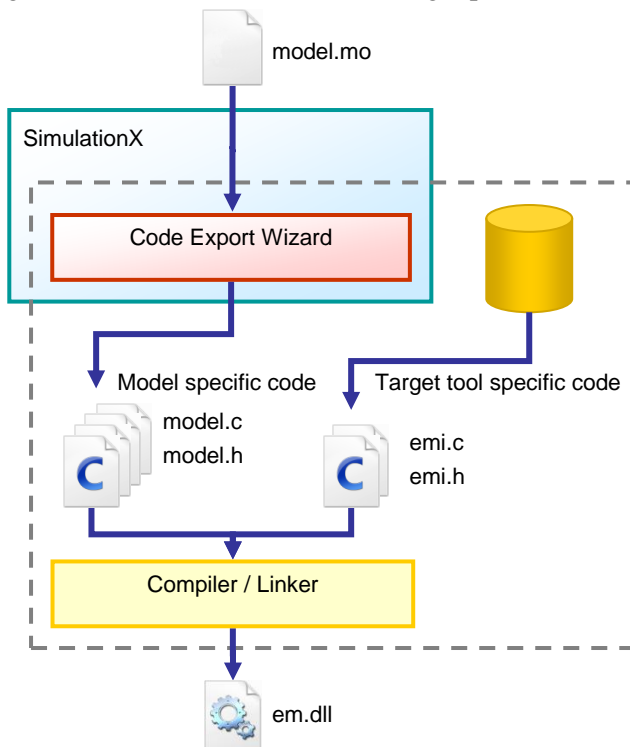 model.mo
SimulationX
Code Export Wizard
Model specific code
Target tool specific code
model.c
model.h
emi.c
emi.h
C
C
Compiler / Linker
em.dll